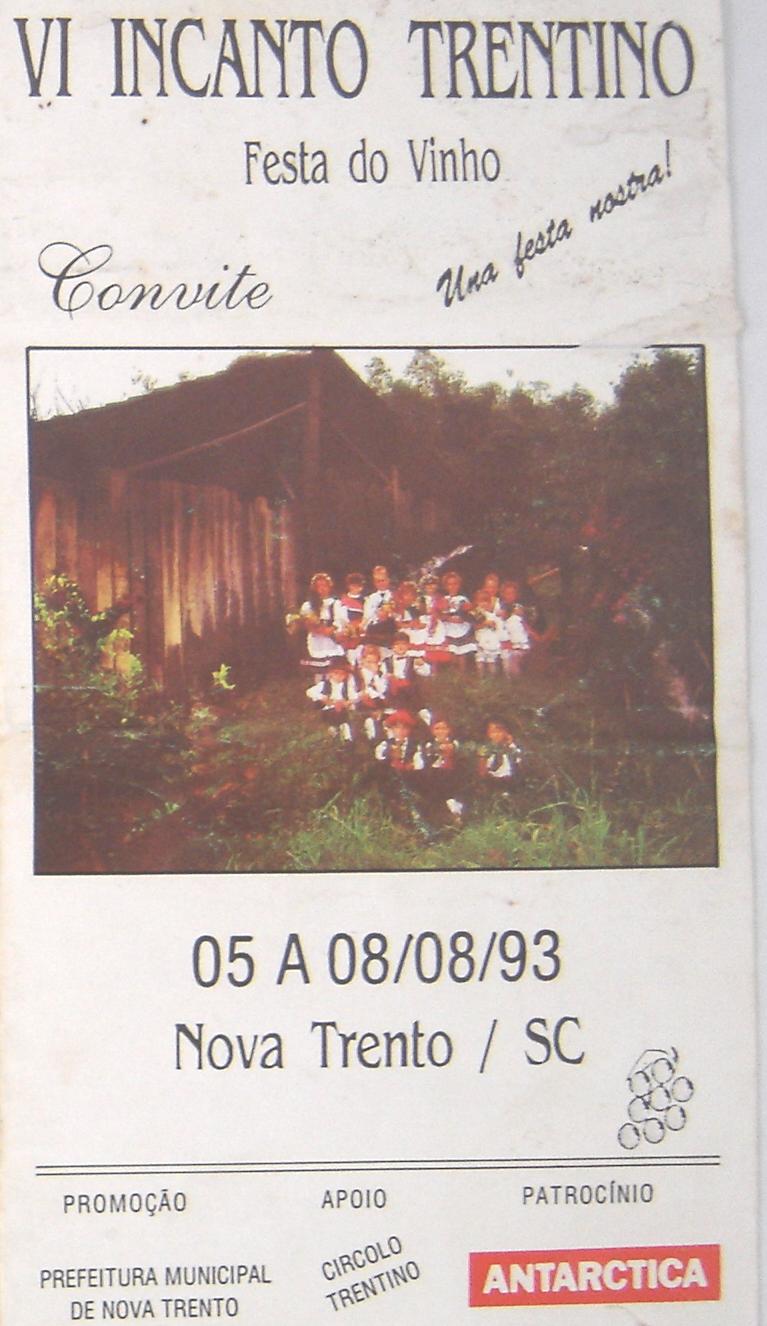 VI INCANTO TRENTINO
Festa do Vinho
Una festa nostra!
Convite
05 A 08/08/93
Nova Trento / SC
PROMOÇÃO
PREFEITURA MUNICIPAL
DE NOVA TRENTO
APOIO
CIRCOLO
TRENTINO
PATROCÍNIO
ANTARCTICA